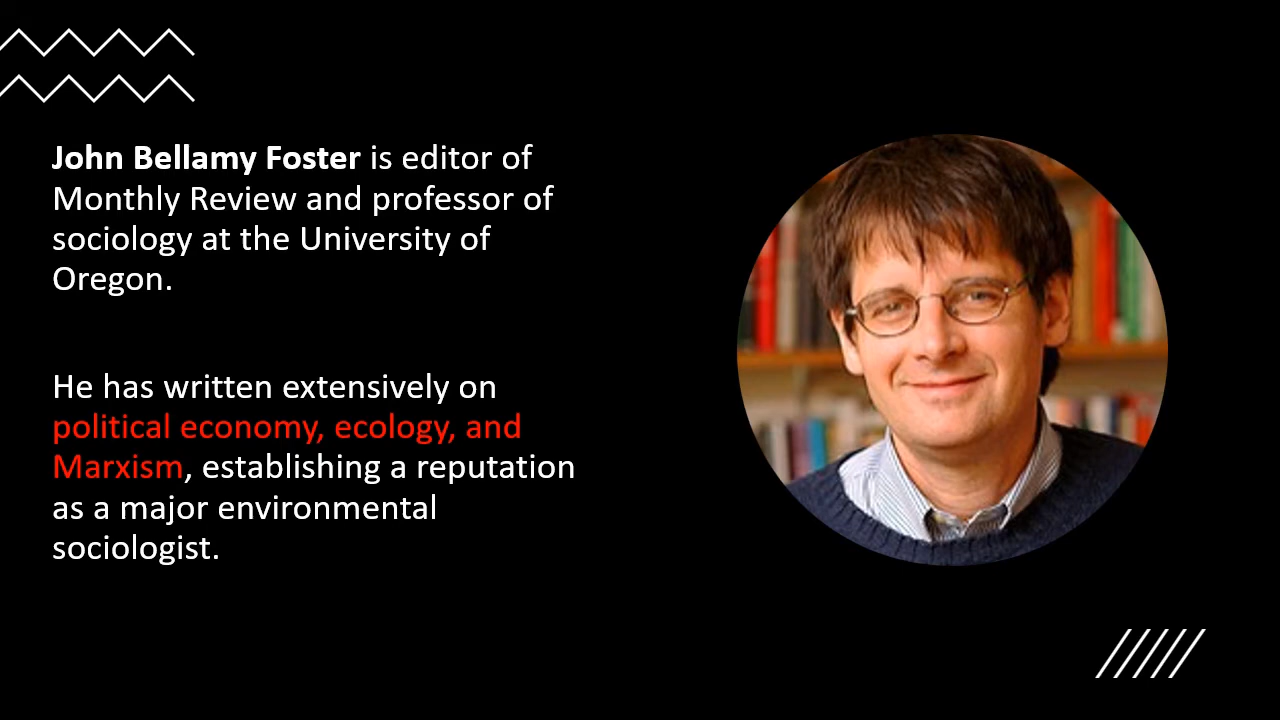 John Bellamy Foster is editor of
Monthly Review and professor of
sociology at the University of
Oregon.
He has written extensively on
political economy, ecology, and
Marxism, establishing a reputation
as a major environmental
sociologist.